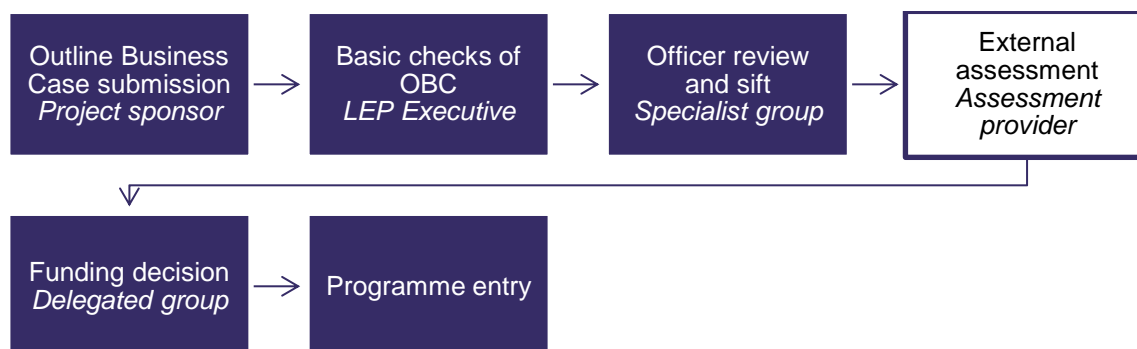 Outline Business
Case submission
Project sponsor
Basic checks of
OBC
LEP Executive
Officer review
and sift
Specialist group
External
assessment
Assessment
provider
Funding decision
Delegated group
Programme entry